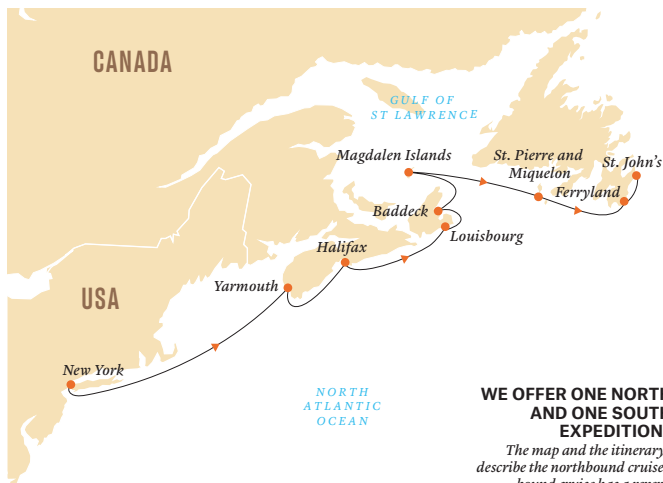 CANADA
GULF OF
ST LAWRENCE
Magdalen Islands
St. Pierre and
Miquelon
St. John's
Ferryland
Baddeck
Louisbourg
Halifax
Yarmouth
USA
New York
NORTH
ATLANTIC
OCEAN
WE OFFER ONE NORTH
AND ONE SOUTH
EXPEDITION
The map and the itinerary
describe the northbound cruise